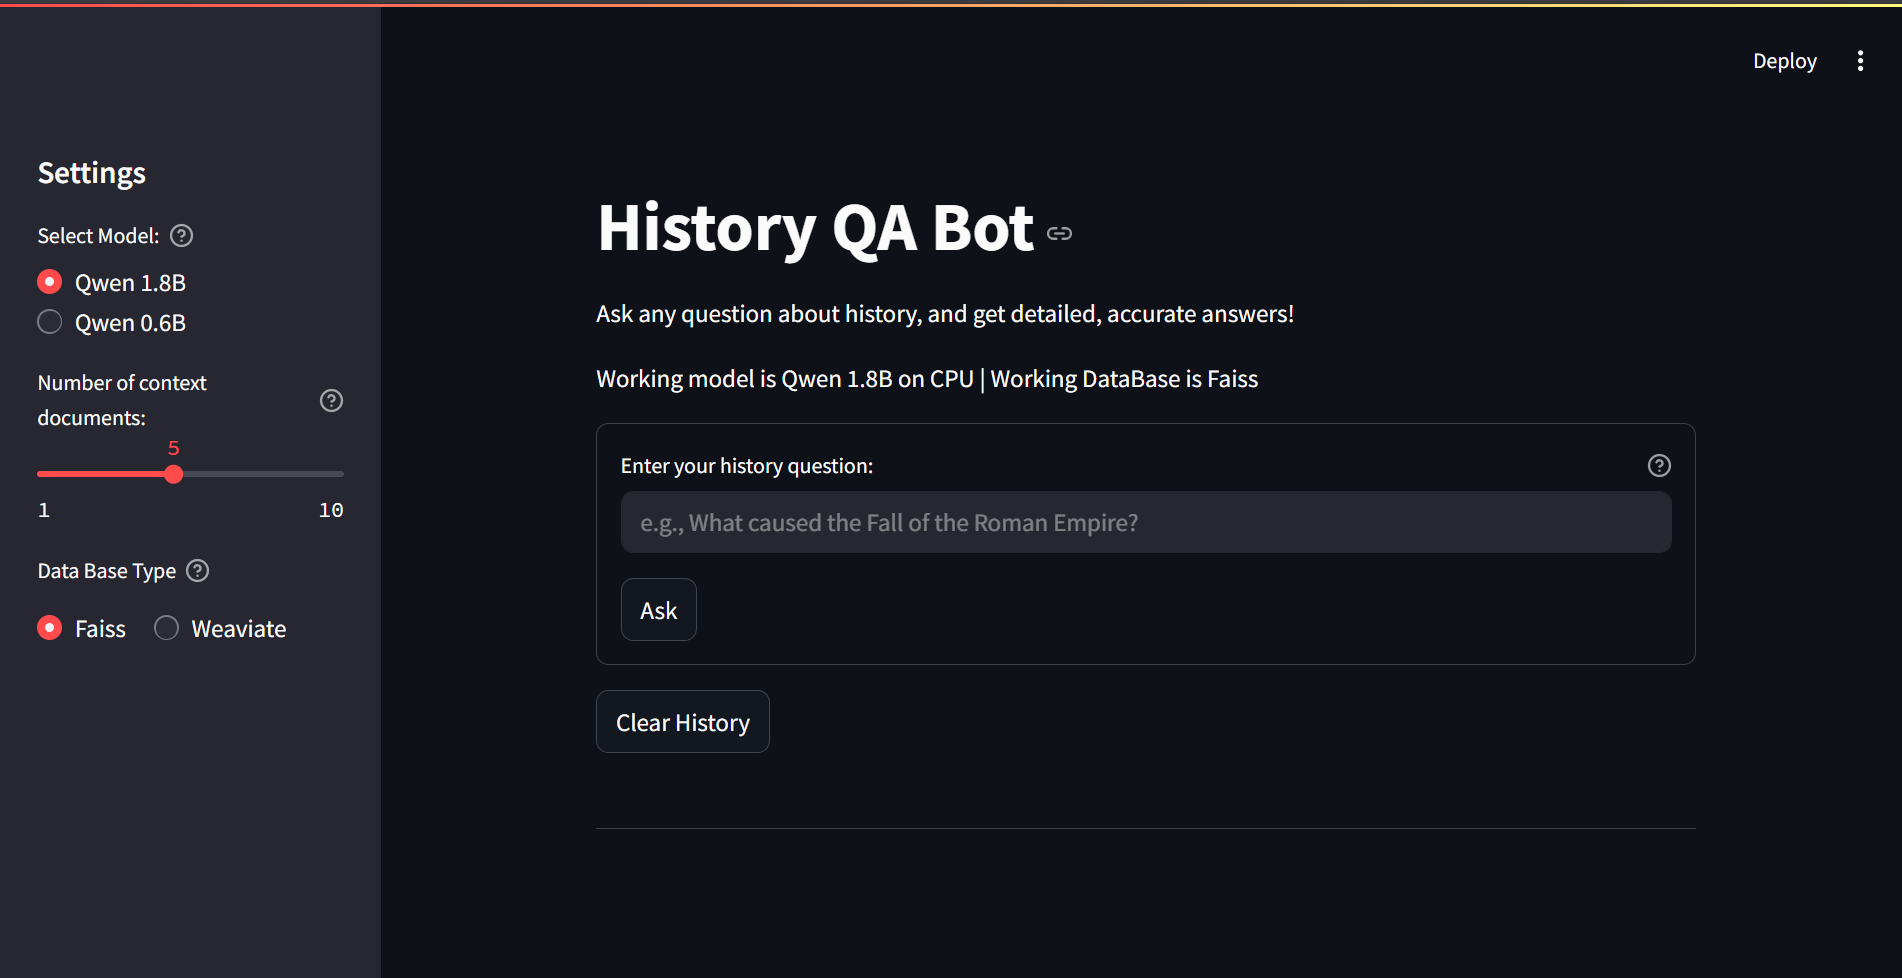 Deploy
Settings
Select Model:
Qwen 1.8B
Qwen 0.6B
Number of context
documents:
5
1 10
Data Base Type
Faiss Weaviate
History QA Bot
Ask any question about history, and get detailed, accurate answers!
Working model is Qwen 1.8B on CPU | Working DataBase is Faiss
Enter your history question:
e.g., What caused the Fall of the Roman Empire?
Ask
Clear History